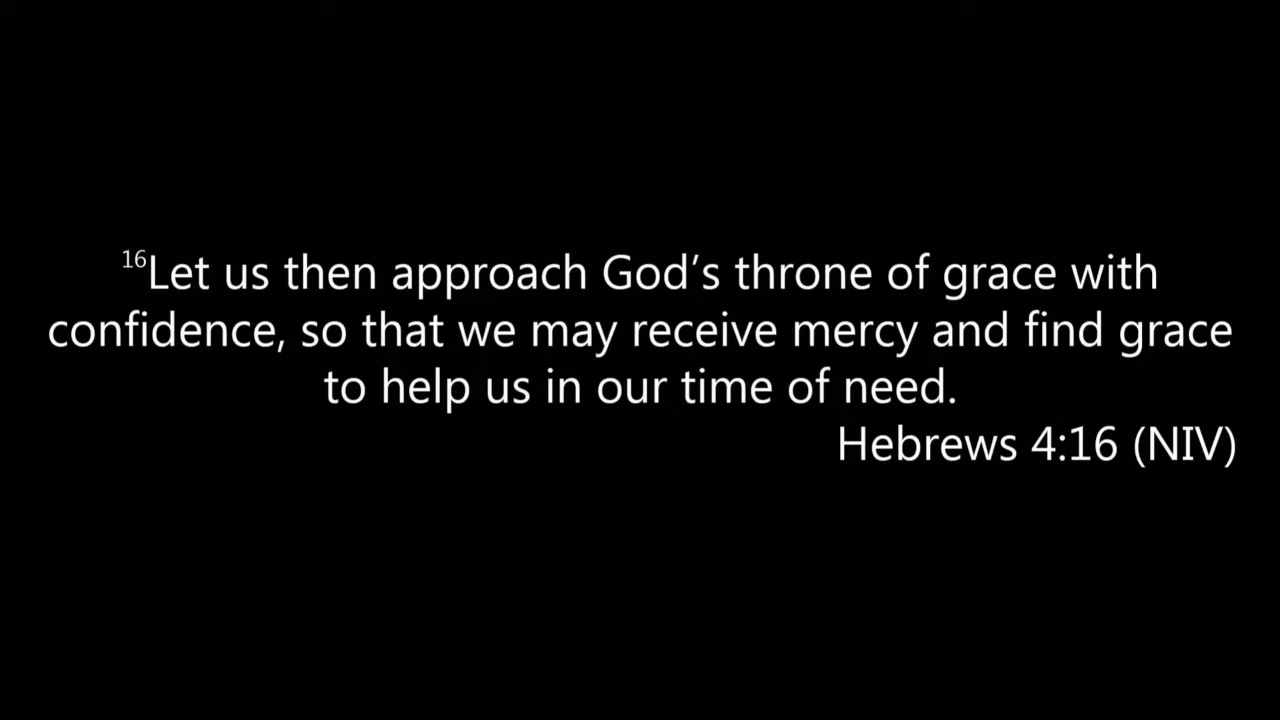 16Let us then approach God’s throne of grace with
confidence, so that we may receive mercy and find grace
to help us in our time of need.
Hebrews 4:16 (NIV)